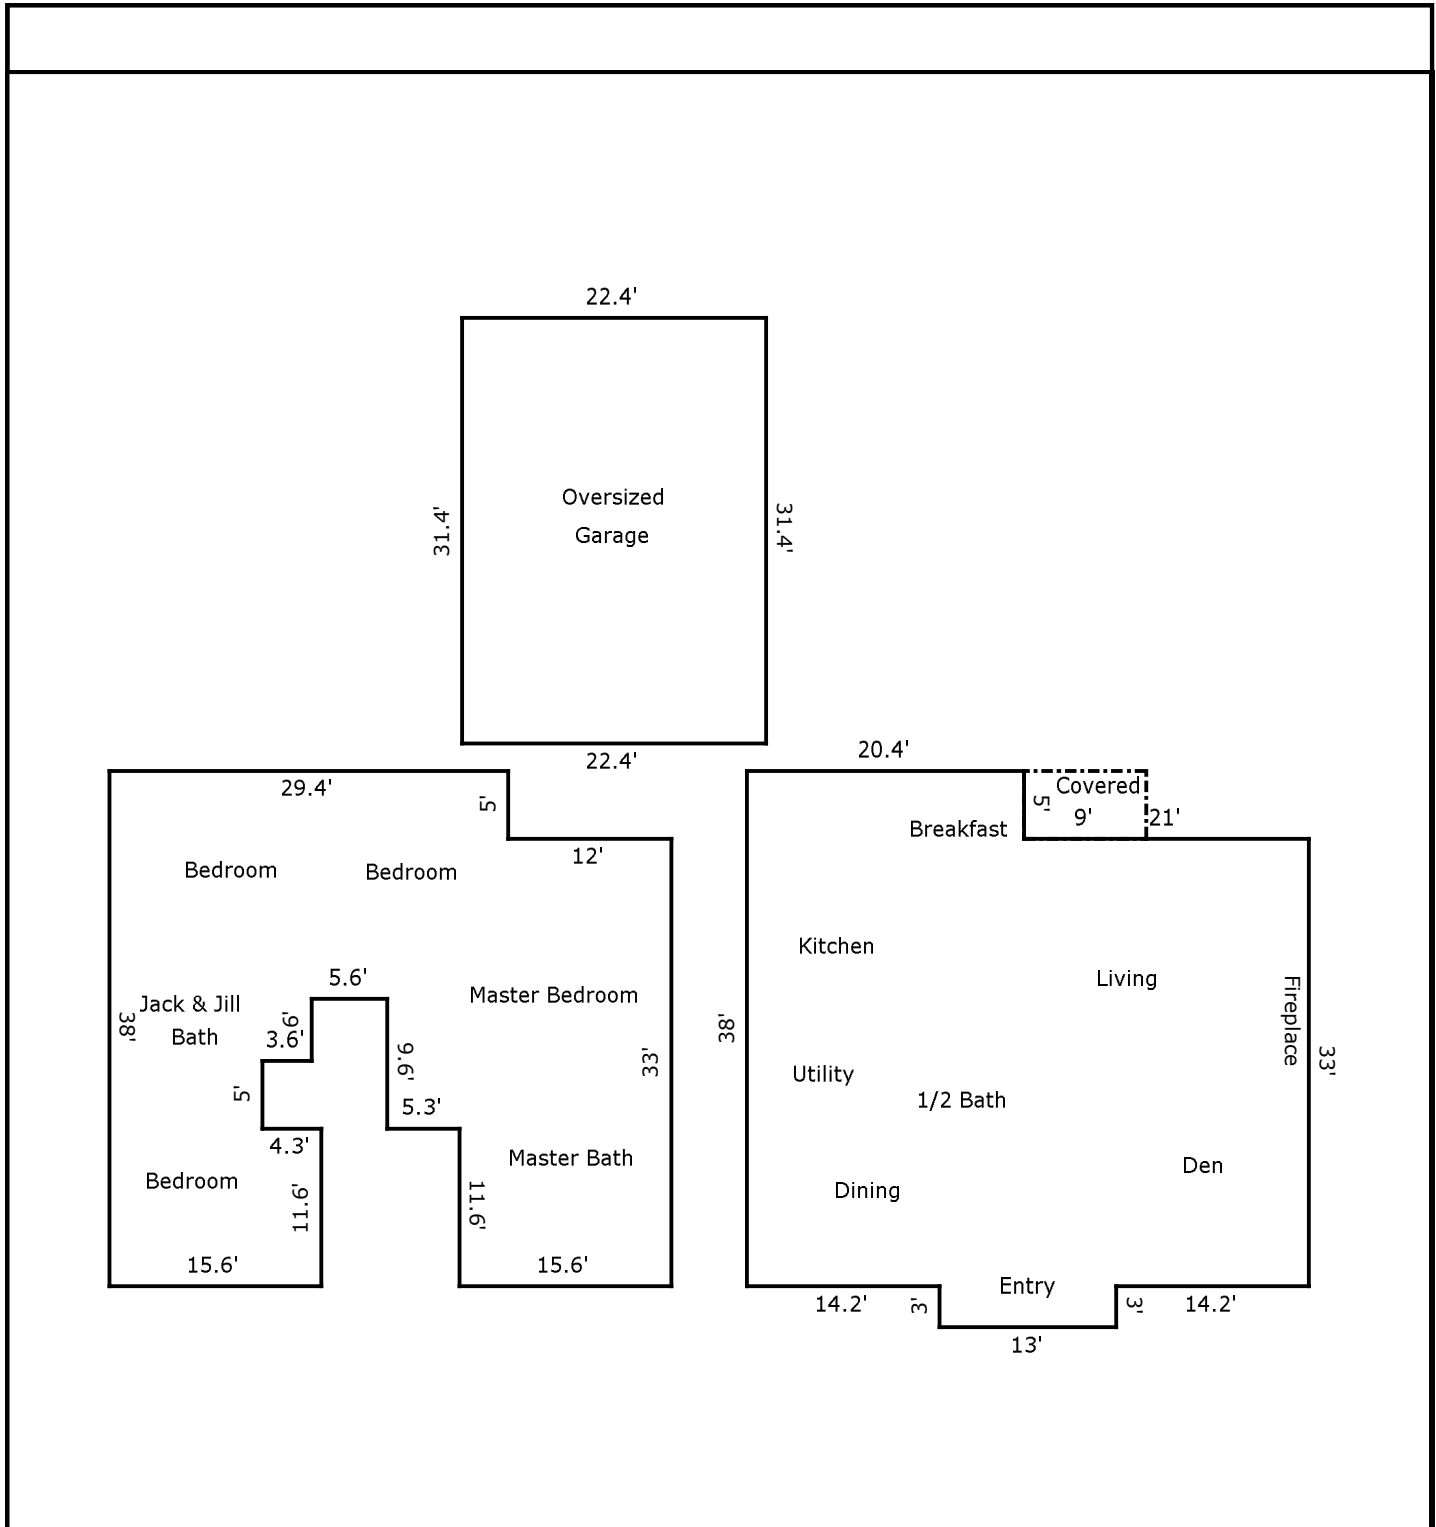 22.4'
Oversized
Garage
31.4'
31.4'
22.4'
20.4'
29.4'
5'
12'
Covered
5'
9'
21'
Breakfast
Bedroom
Bedroom
Kitchen
Living
5.6'
Master Bedroom
Jack & Jill
Bath
38'
3.6'
9.6'
33'
38'
Fireplace
33'
5'
5.3'
4.3'
Utility
1/2 Bath
Bedroom
Master Bath
11.6'
11.6'
Dining
Den
15.6'
15.6'
Entry
14.2'
3'
3'
14.2'
13'